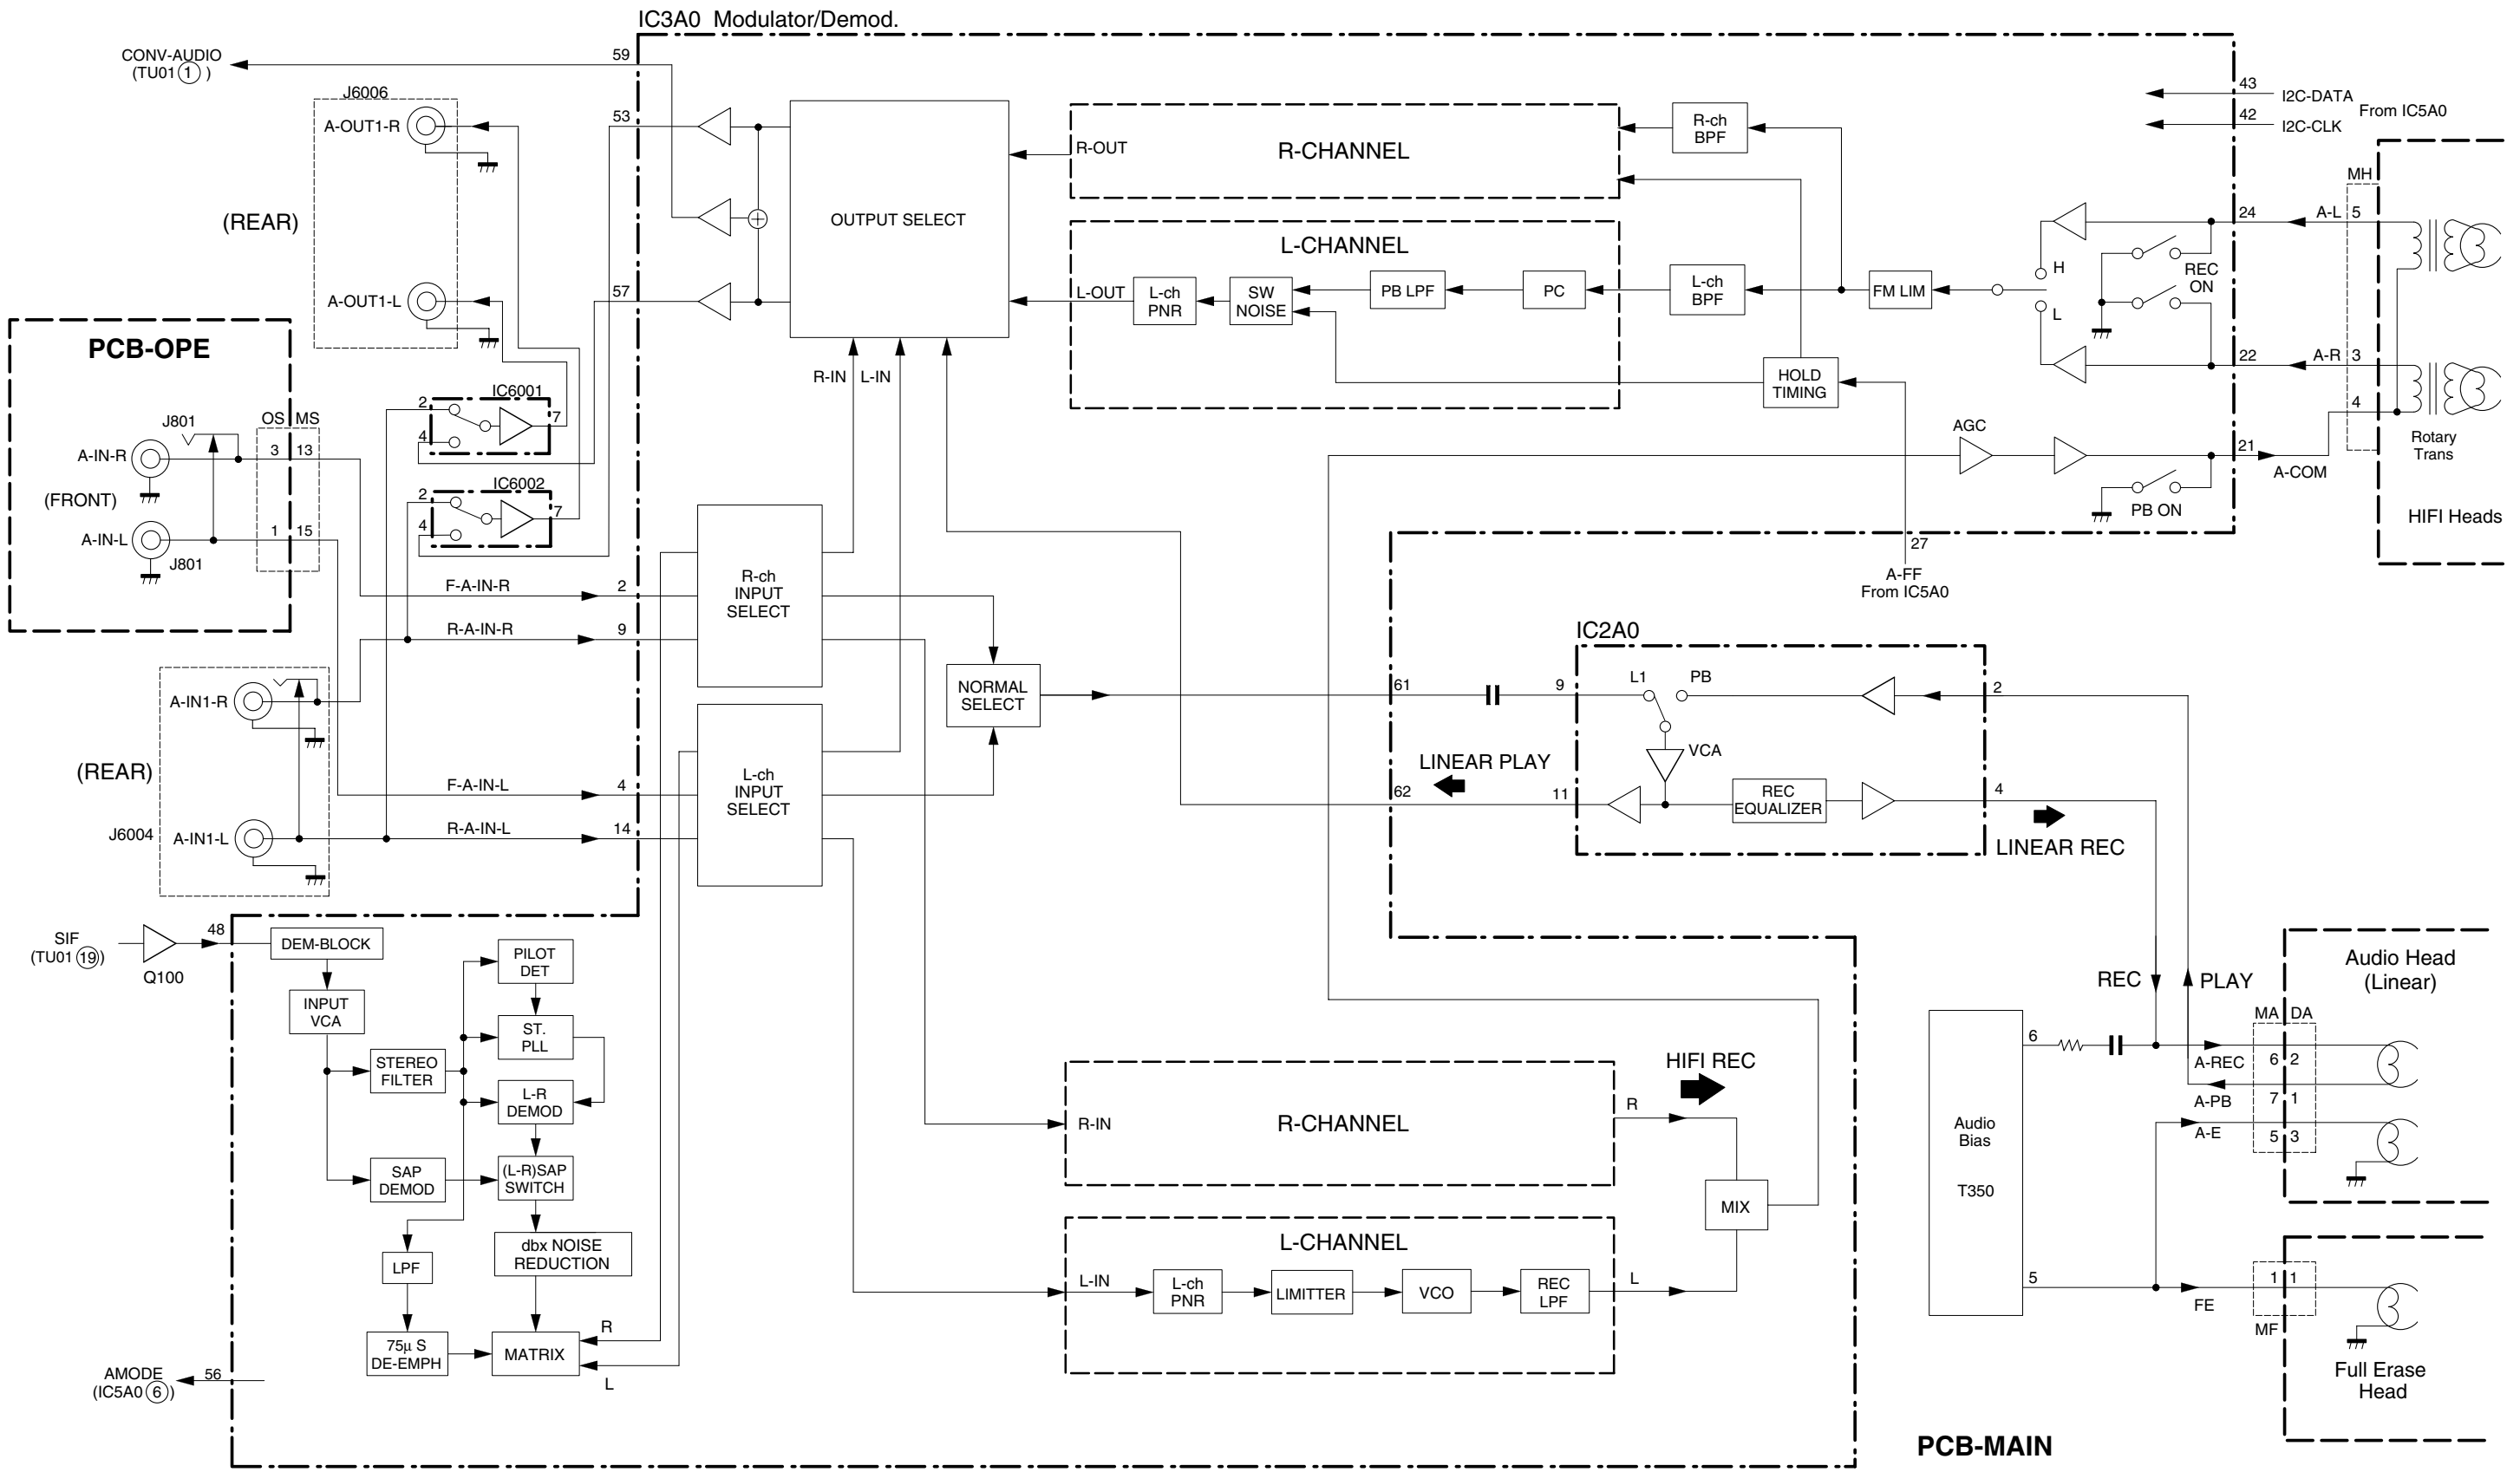 IC3A0 Modulator/Demod.
CONV-AUDIO
(TU01 1 )
59
J6006
A-OUT1-R
53
(REAR)
A-OUT1-L
57
OUTPUT SELECT
R-OUT
R-CHANNEL
R-ch
BPF
43
I2C-DATA
From IC5A0
42
I2C-CLK
MH
24
A-L
5
L-CHANNEL
L-OUT
L-ch
PNR
SW
NOISE
PB LPF
PC
L-ch
BPF
FM LIM
H
L
REC
ON
22
A-R
3
HOLD
TIMING
4
AGC
21
A-COM
PB ON
Rotary
Trans
HIFI Heads
27
A-FF
From IC5A0
PCB-OPE
J801
OS
MS
A-IN-R
3
13
(FRONT)
A-IN-L
1
15
J801
IC6001
2
4
7
IC6002
2
4
7
R-IN
L-IN
F-A-IN-R
2
R-A-IN-R
9
R-ch
INPUT
SELECT
A-IN1-R
(REAR)
F-A-IN-L
4
J6004
A-IN1-L
R-A-IN-L
14
L-ch
INPUT
SELECT
NORMAL
SELECT
61
9
IC2A0
L1
PB
2
VCA
LINEAR PLAY
62
11
REC
EQUALIZER
4
LINEAR REC
SIF
(TU01 19)
Q100
48
DEM-BLOCK
INPUT
VCA
PILOT
DET
ST.
PLL
STEREO
FILTER
L-R
DEMOD
SAP
DEMOD
(L-R)SAP
SWITCH
LPF
dbx NOISE
REDUCTION
75μ S
DE-EMPH
MATRIX
R
L
AMODE
(IC5A0 6)
56
HIFI REC
R-IN
R-CHANNEL
R
MIX
L-CHANNEL
L-IN
L-ch
PNR
LIMITTER
VCO
REC
LPF
L
REC
PLAY
Audio Head
(Linear)
MA
DA
Audio
Bias
T350
6
A-REC
6
2
A-PB
7
1
A-E
5
3
5
FE
1
1
MF
Full Erase
Head
PCB-MAIN